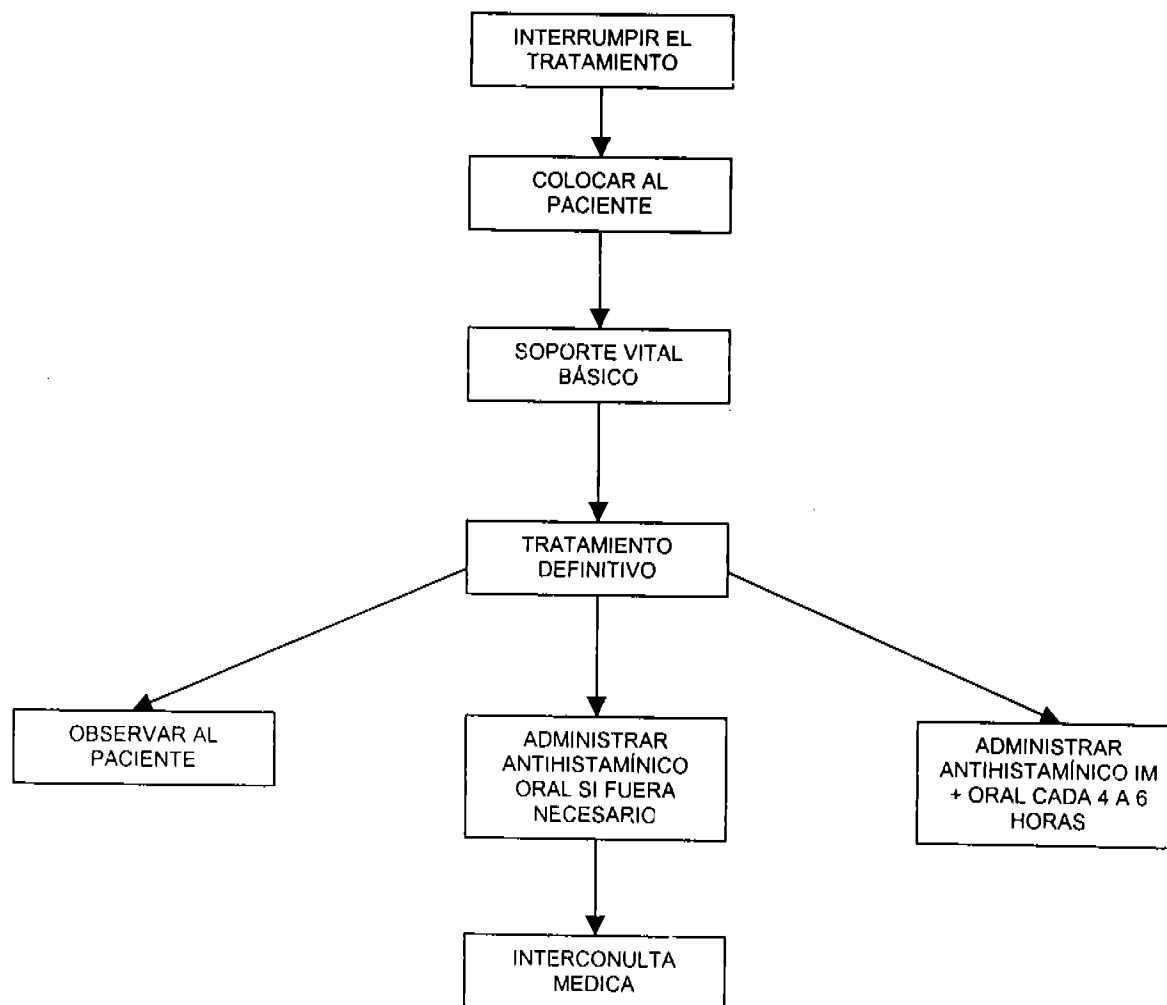 INTERRUMPIR EL
TRATAMIENTO
COLOCAR AL
PACIENTE
SOPORTE VITAL
BÁSICO
TRATAMIENTO
DEFINITIVO
OBSERVAR AL
PACIENTE
ADMINISTRAR
ANTIHISTAMÍNICO
ORAL SI FUERA
NECESARIO
ADMINISTRAR
ANTIHISTAMÍNICO IM
+ ORAL CADA 4 A 6
HORAS
INTERCONULTA
MEDICA